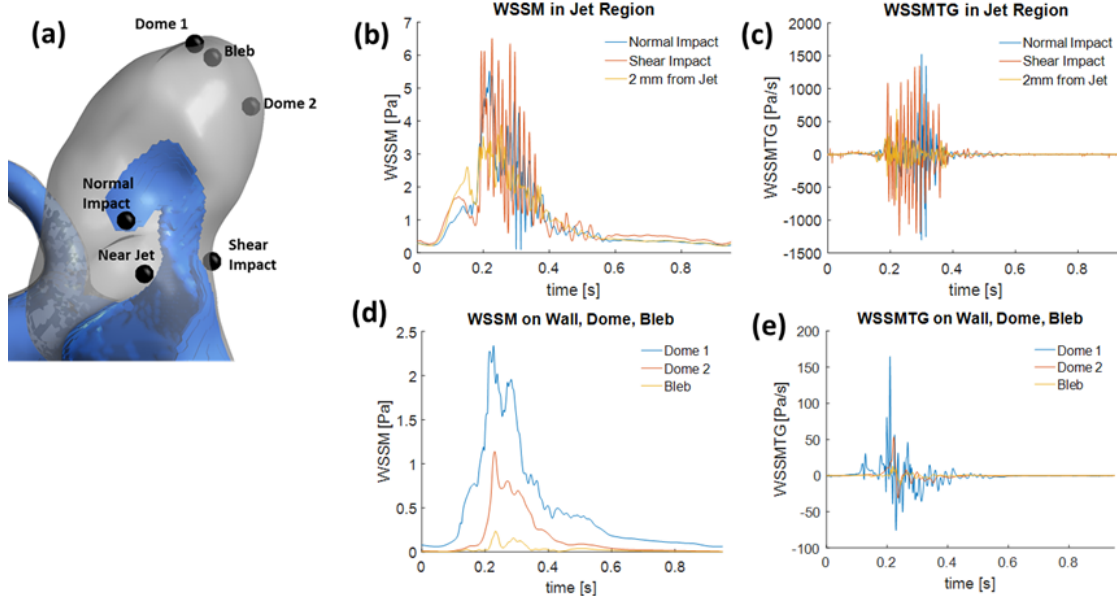 (a)
Dome 1
Bleb
Dome 2
Normal
Impact
Near Jet
Shear
Impact
(b)
WSSM in Jet Region
Normal Impact
Shear Impact
2 mm from Jet
WSSM [Pa]
7
6
5
4
3
2
1
0
0 0.2 0.4 0.6 0.8
time [s]
(c)
WSSMTG in Jet Region
Normal Impact
Shear Impact
2mm from Jet
WSSMTG [Pa/s]
2000
1500
1000
500
0
-500
-1000
-1500
0 0.2 0.4 0.6 0.8
time [s]
(d)
WSSM on Wall, Dome, Bleb
Dome 1
Dome 2
Bleb
WSSM [Pa]
2.5
2
1.5
1
0.5
0
0 0.2 0.4 0.6 0.8
time [s]
(e)
WSSMTG on Wall, Dome, Bleb
Dome 1
Dome 2
Bleb
WSSMTG [Pa/s]
200
150
100
50
0
-50
-100
0 0.2 0.4 0.6 0.8
time [s]